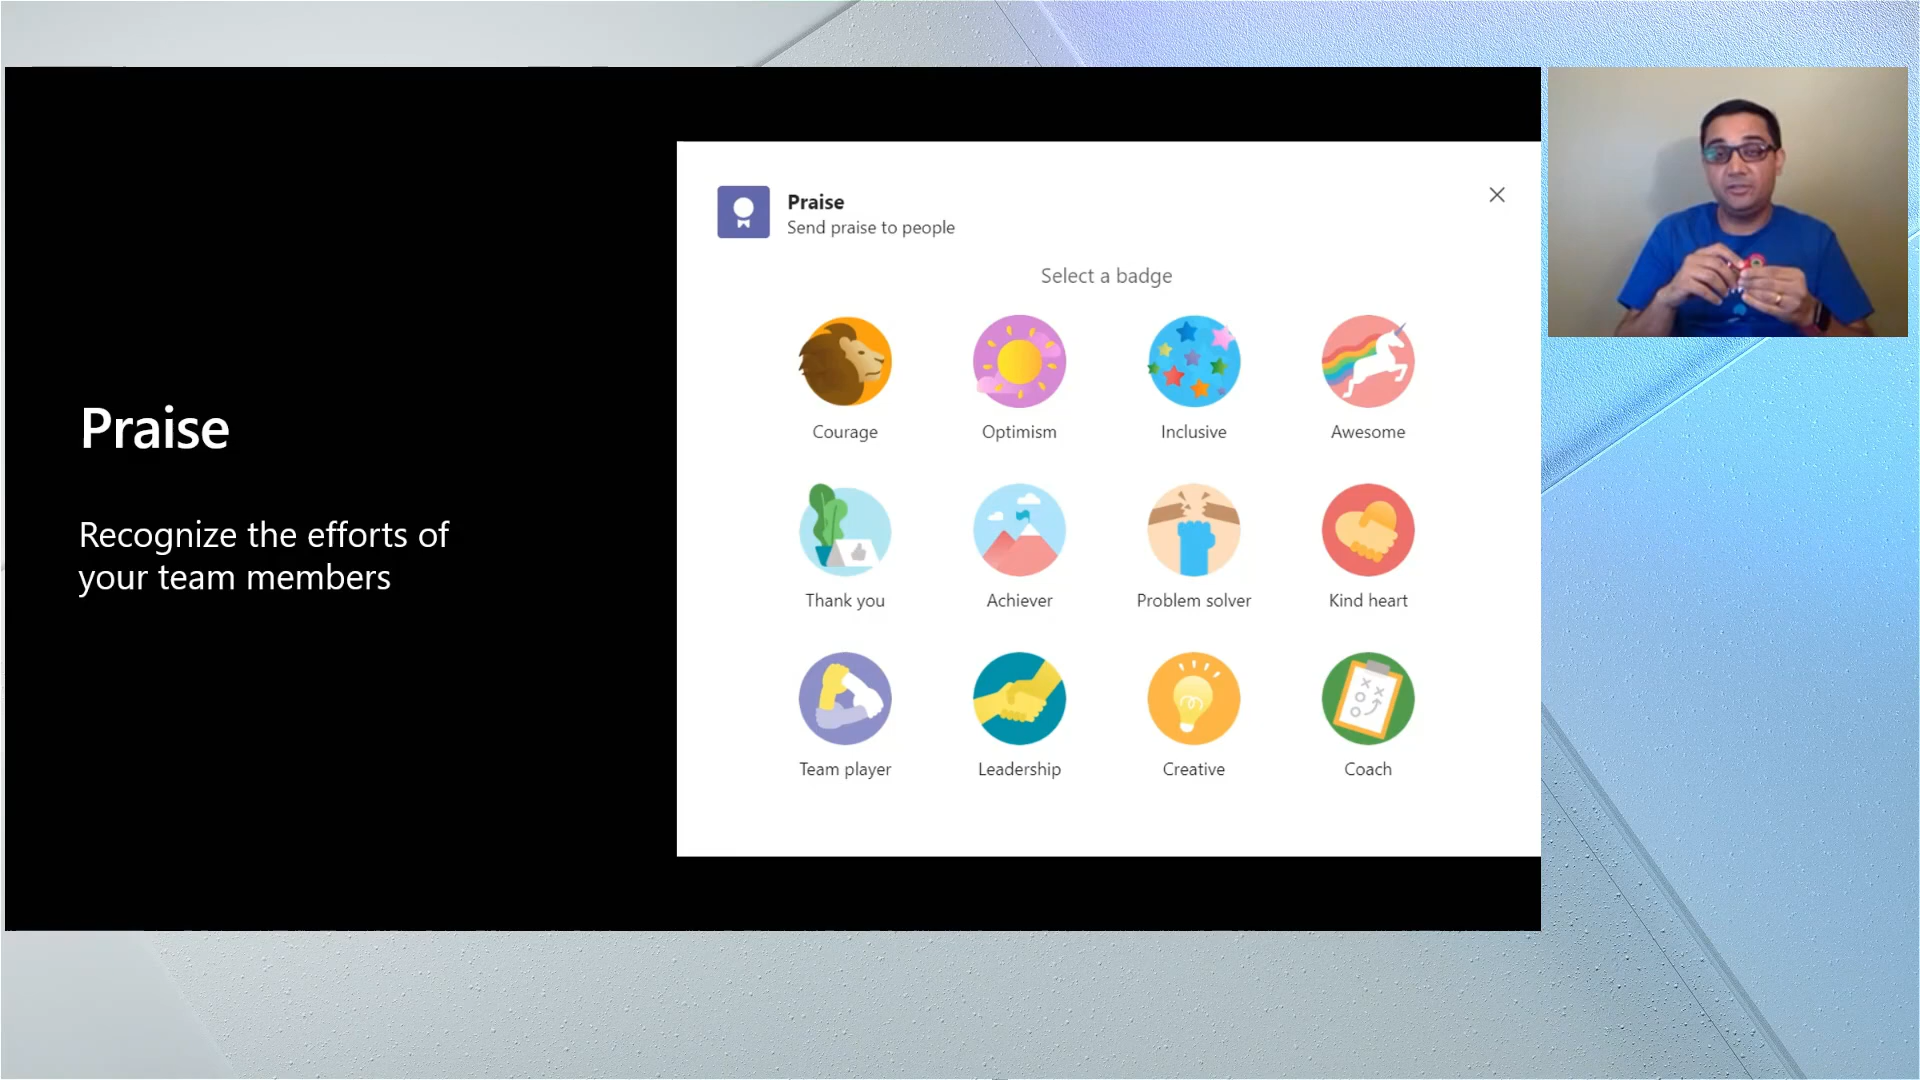 Praise
Recognize the efforts of
your team members
Praise
Send praise to people
Select a badge
Courage
Optimism
Inclusive
Awesome
Thank you
Achiever
Problem solver
Kind heart
Team player
Leadership
Creative
Coach